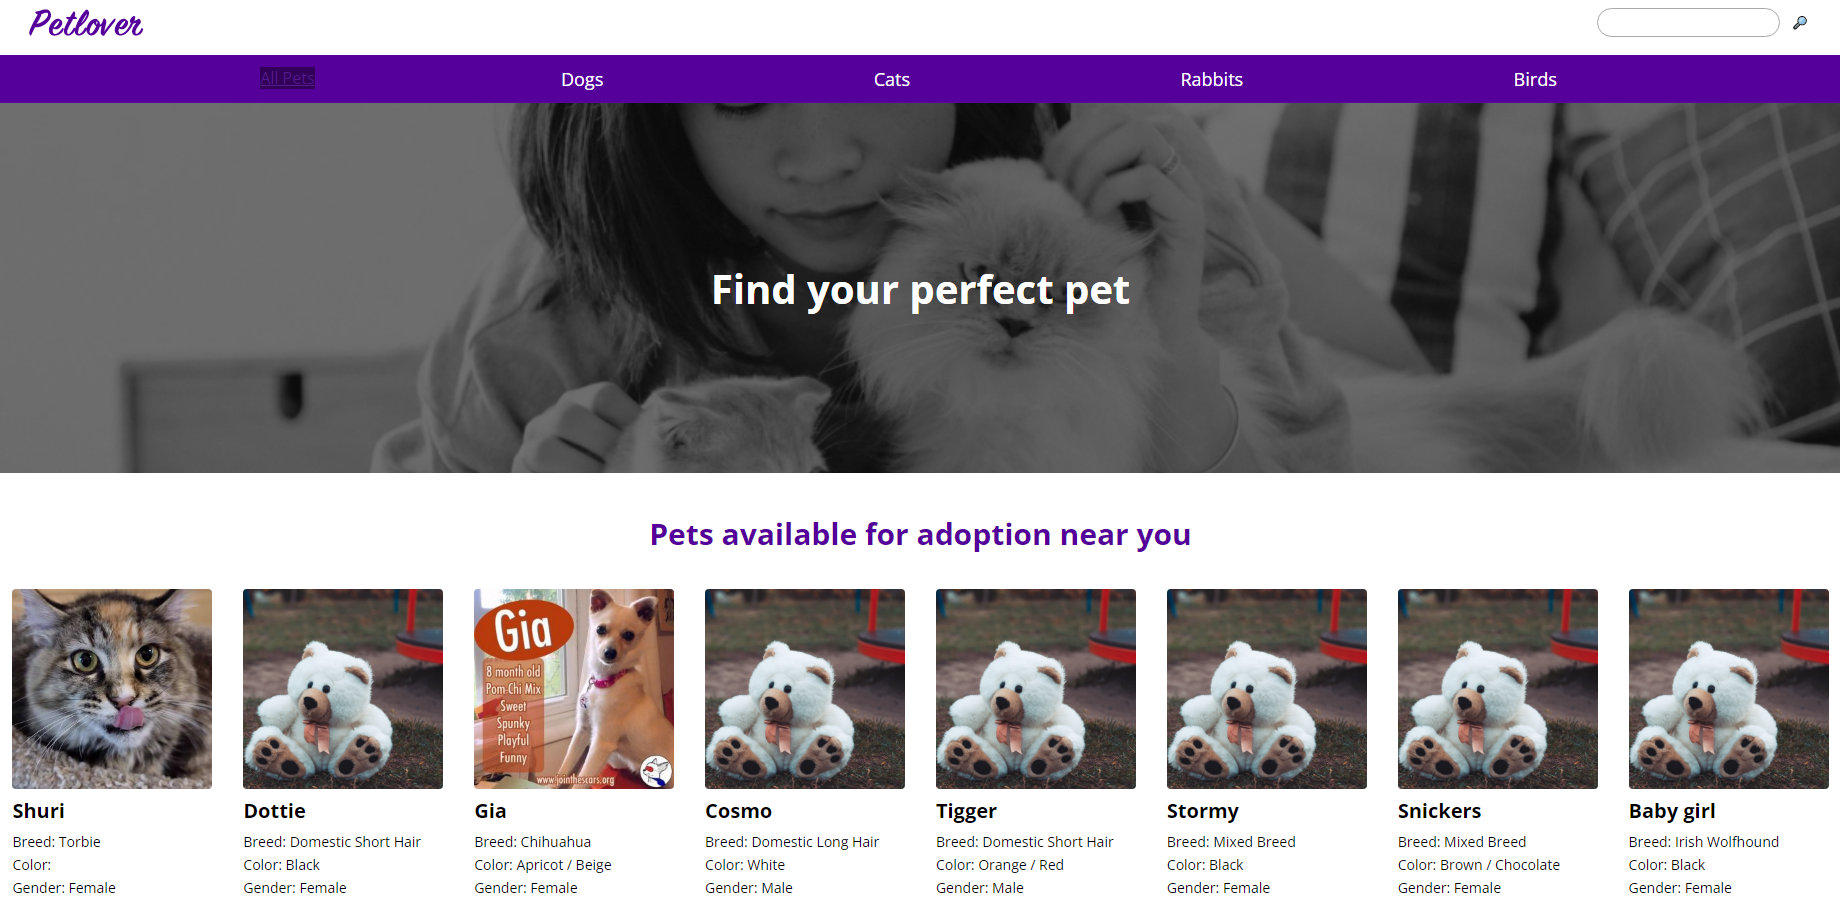 Petlover
All Pets
Dogs
Cats
Rabbits
Birds
Find your perfect pet
Pets available for adoption near you
Gia
8 month old
Pom-Chi Mix
Sweet
Spunky
Playful
Funny
www.jointhescars.org
Shuri
Breed: Torbie
Color:
Gender: Female
Dottie
Breed: Domestic Short Hair
Color: Black
Gender: Female
Gia
Breed: Chihuahua
Color: Apricot / Beige
Gender: Female
Cosmo
Breed: Domestic Long Hair
Color: White
Gender: Male
Tigger
Breed: Domestic Short Hair
Color: Orange / Red
Gender: Male
Stormy
Breed: Mixed Breed
Color: Black
Gender: Female
Snickers
Breed: Mixed Breed
Color: Brown / Chocolate
Gender: Female
Baby girl
Breed: Irish Wolfhound
Color: Black
Gender: Female